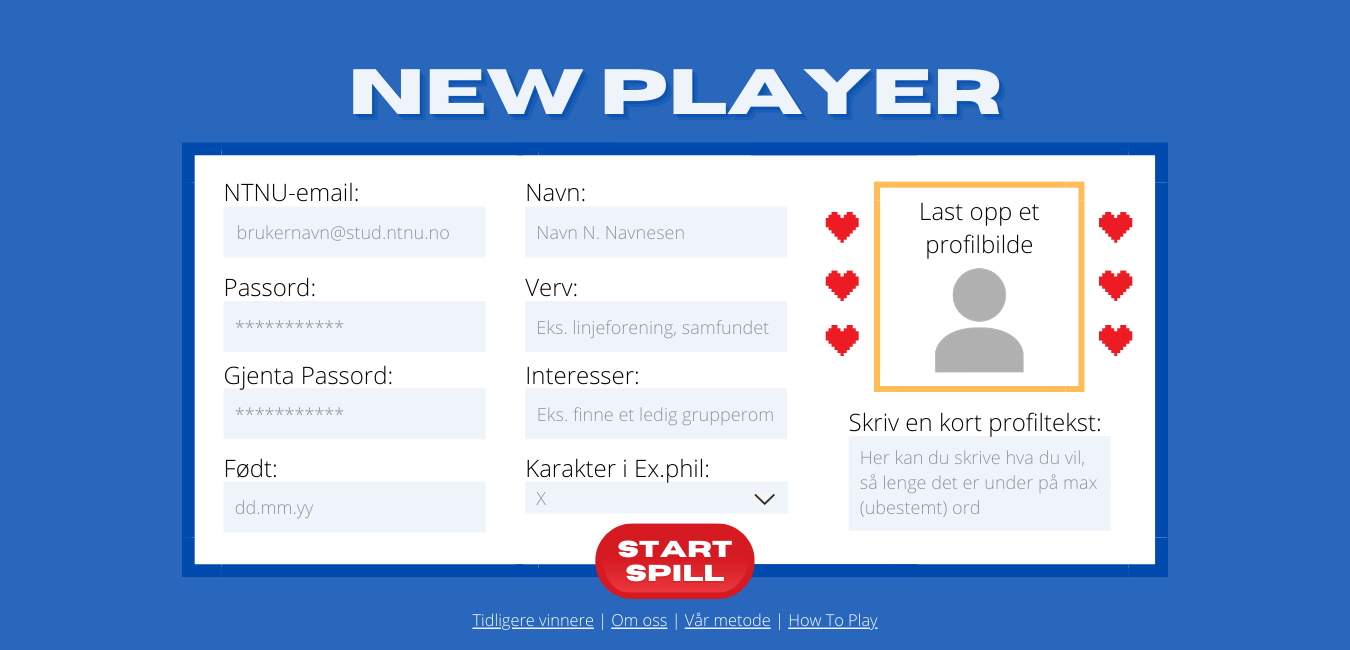 NEW PLAYER
NTNU-email:
brukernavn@stud.ntnu.no
Passord:
***********
Gjenta Passord:
***********
Født:
dd.mm.yy
Navn:
Navn N. Navnesen
Verv:
Eks. linjeforening, samfundet
Interesser:
Eks. finne et ledig grupperom
Karakter i Ex.phil:
X
Last opp et
profilbilde
Skriv en kort profiltekst:
Her kan du skrive hva du vil,
så lenge det er under på max
(ubestemt) ord
START
SPILL
Tidligere vinnere | Om oss | Vår metode | How To Play